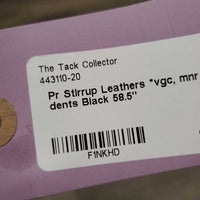 The Tack Collector
443110-20
Pr Stirrup Leathers *vgc, mnr
dents Black 58.5"
F1NKHD